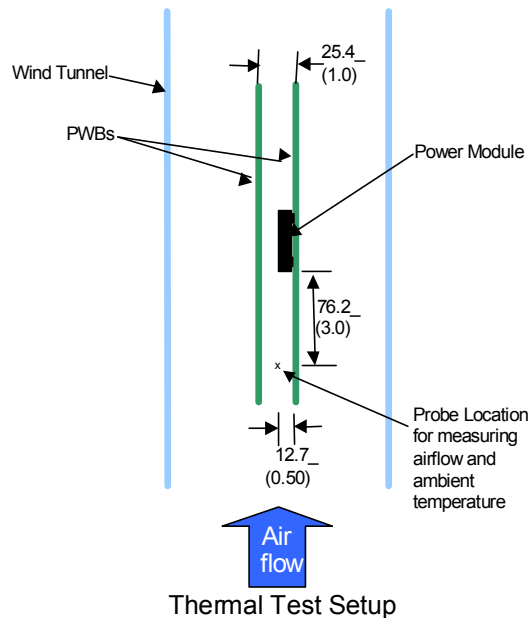 25.4_
(1.0)
Wind Tunnel
PWBs
Power Module
76.2_
(3.0)
x
Probe Location
for measuring
airflow and
ambient
temperature
12.7_
(0.50)
Air
flow
Thermal Test Setup